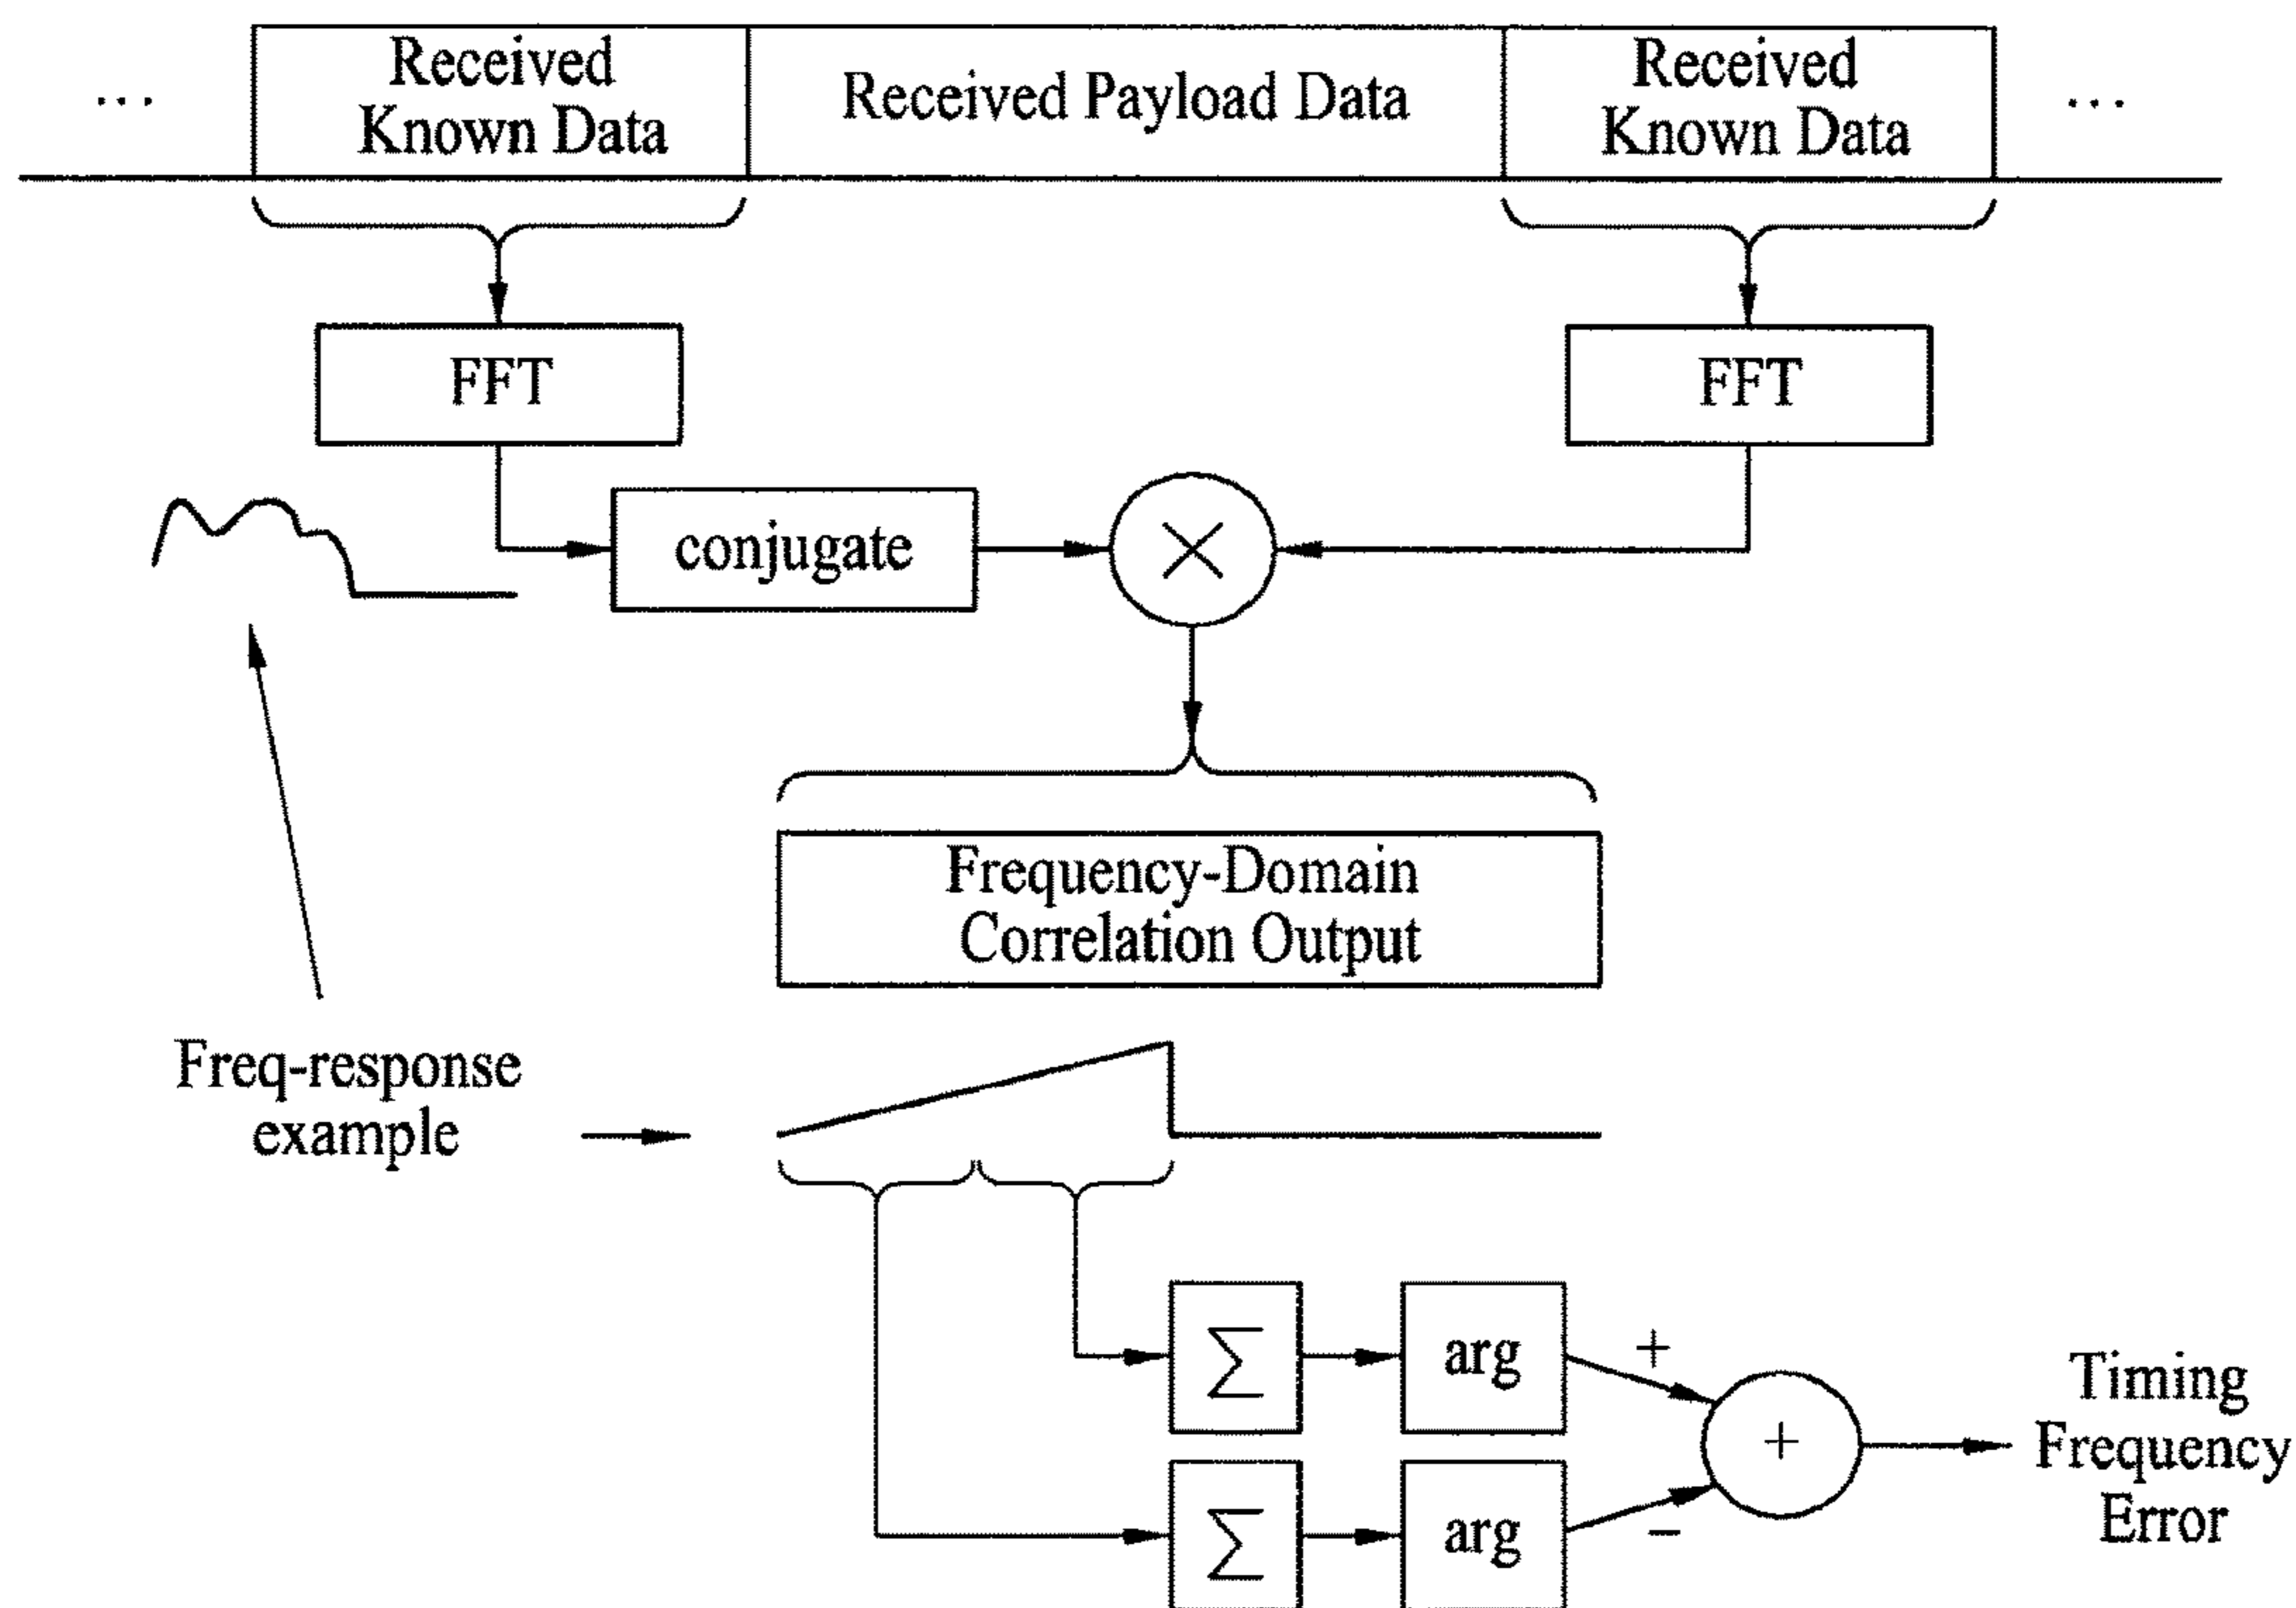 ...
Received
Known Data
Received Payload Data
Received
Known Data
...
FFT
FFT
conjugate
×
Frequency-Domain
Correlation Output
Freq-response
example
∑
arg
+
∑
arg
−
+
Timing
Frequency
Error